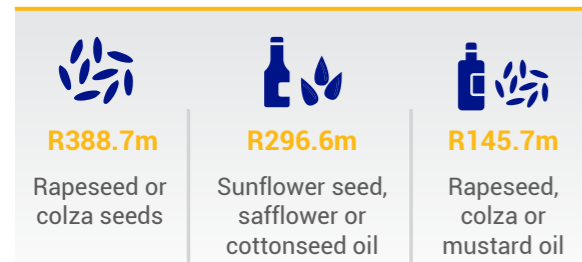 R388.7m
Rapeseed or
colza seeds
R296.6m
Sunflower seed,
safflower or
cottonseed oil
R145.7m
Rapeseed,
colza or
mustard oil